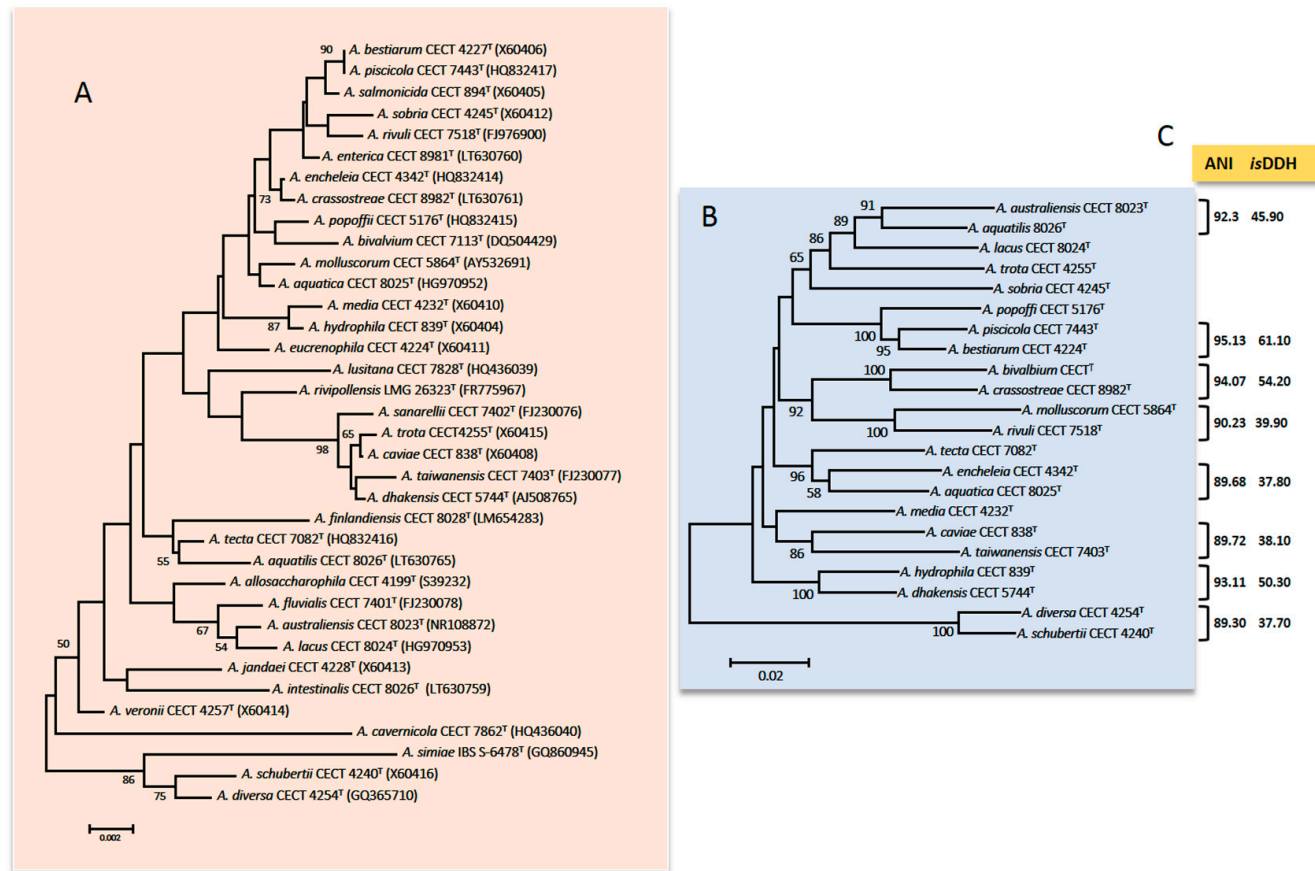 A
90
A. bestiarum CECT 4227ᵀ (X60406)
A. piscicola CECT 7443ᵀ (HQ832417)
A. salmonicida CECT 894ᵀ (X60405)
A. sobria CECT 4245ᵀ (X60412)
A. rivuli CECT 7518ᵀ (FJ976900)
A. enterica CECT 8981ᵀ (LT630760)
A. encheleia CECT 4342ᵀ (HQ832414)
73
A. crassostreae CECT 8982ᵀ (LT630761)
A. popoffii CECT 5176ᵀ (HQ832415)
A. bivalvium CECT 7113ᵀ (DQ504429)
A. molluscorum CECT 5864ᵀ (AY532691)
A. aquatica CECT 8025ᵀ (HG970952)
A. media CECT 4232ᵀ (X60410)
87
A. hydrophila CECT 839ᵀ (X60404)
A. eucrenophila CECT 4224ᵀ (X60411)
A. lusitana CECT 7828ᵀ (HQ436039)
A. rivipollensis LMG 26323ᵀ (FR775967)
A. sanarellii CECT 7402ᵀ (FJ230076)
65
A. trota CECT4255ᵀ (X60415)
98
A. caviae CECT 838ᵀ (X60408)
A. taiwanensis CECT 7403ᵀ (FJ230077)
A. dhakensis CECT 5744ᵀ (AJ508765)
A. finlandiensis CECT 8028ᵀ (LM654283)
A. tecta CECT 7082ᵀ (HQ832416)
55
A. aquatilis CECT 8026ᵀ (LT630765)
A. allosaccharophila CECT 4199ᵀ (S39232)
A. fluvialis CECT 7401ᵀ (FJ230078)
67
A. australiensis CECT 8023ᵀ (NR108872)
54
A. lacus CECT 8024ᵀ (HG970953)
50
A. jandaei CECT 4228ᵀ (X60413)
A. intestinalis CECT 8026ᵀ (LT630759)
A. veronii CECT 4257ᵀ (X60414)
A. cavernicola CECT 7862ᵀ (HQ436040)
A. simiae IBS S-6478ᵀ (GQ860945)
86
A. schubertii CECT 4240ᵀ (X60416)
75
A. diversa CECT 4254ᵀ (GQ365710)
0.002
B
91
A. australiensis CECT 8023ᵀ
89
A. aquatilis 8026ᵀ
86
A. lacus CECT 8024ᵀ
65
A. trota CECT 4255ᵀ
A. sobria CECT 4245ᵀ
A. popoffi CECT 5176ᵀ
100
A. piscicola CECT 7443ᵀ
95
A. bestiarum CECT 4224ᵀ
100
A. bivalbium CECTᵀ
A. crassostreae CECT 8982ᵀ
92
A. molluscorum CECT 5864ᵀ
100
A. rivuli CECT 7518ᵀ
A. tecta CECT 7082ᵀ
96
A. encheleia CECT 4342ᵀ
58
A. aquatica CECT 8025ᵀ
A. media CECT 4232ᵀ
A. caviae CECT 838ᵀ
86
A. taiwanensis CECT 7403ᵀ
A. hydrophila CECT 839ᵀ
100
A. dhakensis CECT 5744ᵀ
A. diversa CECT 4254ᵀ
100
A. schubertii CECT 4240ᵀ
0.02
C
ANI isDDH
92.3 45.90
95.13 61.10
94.07 54.20
90.23 39.90
89.68 37.80
89.72 38.10
93.11 50.30
89.30 37.70